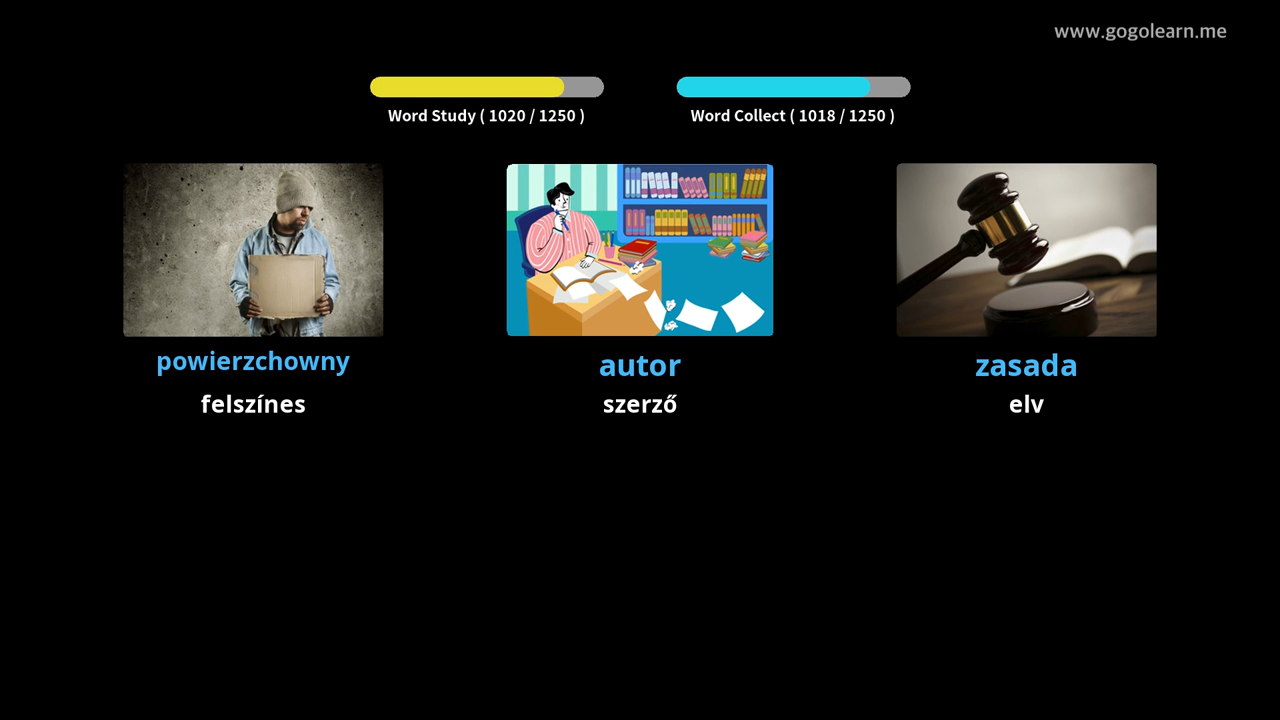 www.gogolearn.me
Word Study ( 1020 / 1250 )
Word Collect ( 1018 / 1250 )
powierzchowny
autor
zasada
felszínes
szerző
elv